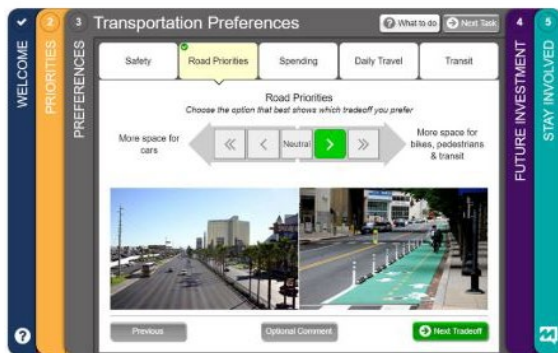 WELCOME
2
PRIORITIES
3
PREFERENCES
Transportation Preferences
? What to do
Next Task
Safety
Road Priorities
Spending
Daily Travel
Transit
Road Priorities
Choose the option that best shows which tradeoff you prefer
More space for
cars
«
<
Neutral
>
»
More space for
bikes, pedestrians
& transit
Previous
Optional Comment
Next Tradeoff
4
FUTURE INVESTMENT
5
STAY INVOLVED
?